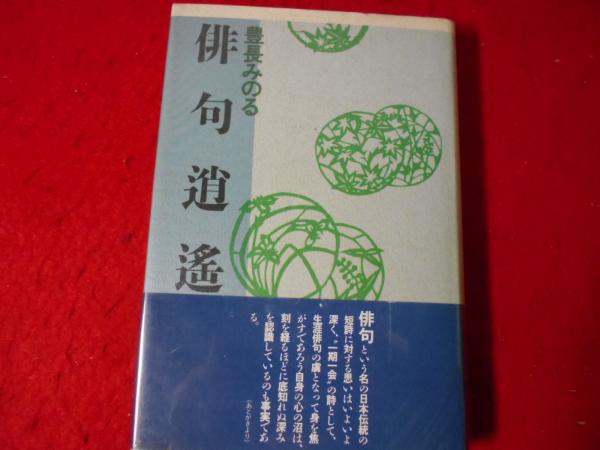 豊長みのる
俳句逍遙
俳句という名の日本伝統の
短詩に対する思いはいよいよ
深く、〝一期一会〟の詩として、
生涯俳句の虜となって身を焦
がすであろう自身の心の沼は、
刻を経るほどに底知れぬ深み
を認識しているのも事実であ
る。
（あとがきより）